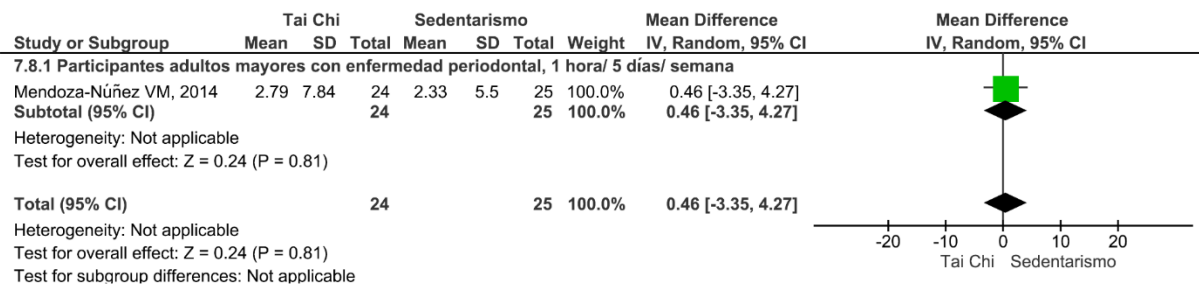 Tai Chi Sedentarismo Mean Difference Mean Difference
Study or Subgroup Mean SD Total Mean SD Total Weight IV, Random, 95% CI IV, Random, 95% CI
7.8.1 Participantes adultos mayores con enfermedad periodontal, 1 hora/ 5 días/ semana
Mendoza-Núñez VM, 2014 2.79 7.84 24 2.33 5.5 25 100.0% 0.46 [-3.35, 4.27]
Subtotal (95% CI) 24 25 100.0% 0.46 [-3.35, 4.27]
Heterogeneity: Not applicable
Test for overall effect: Z = 0.24 (P = 0.81)
Total (95% CI) 24 25 100.0% 0.46 [-3.35, 4.27]
Heterogeneity: Not applicable
Test for overall effect: Z = 0.24 (P = 0.81)
Test for subgroup differences: Not applicable
-20 -10 0 10 20
Tai Chi Sedentarismo